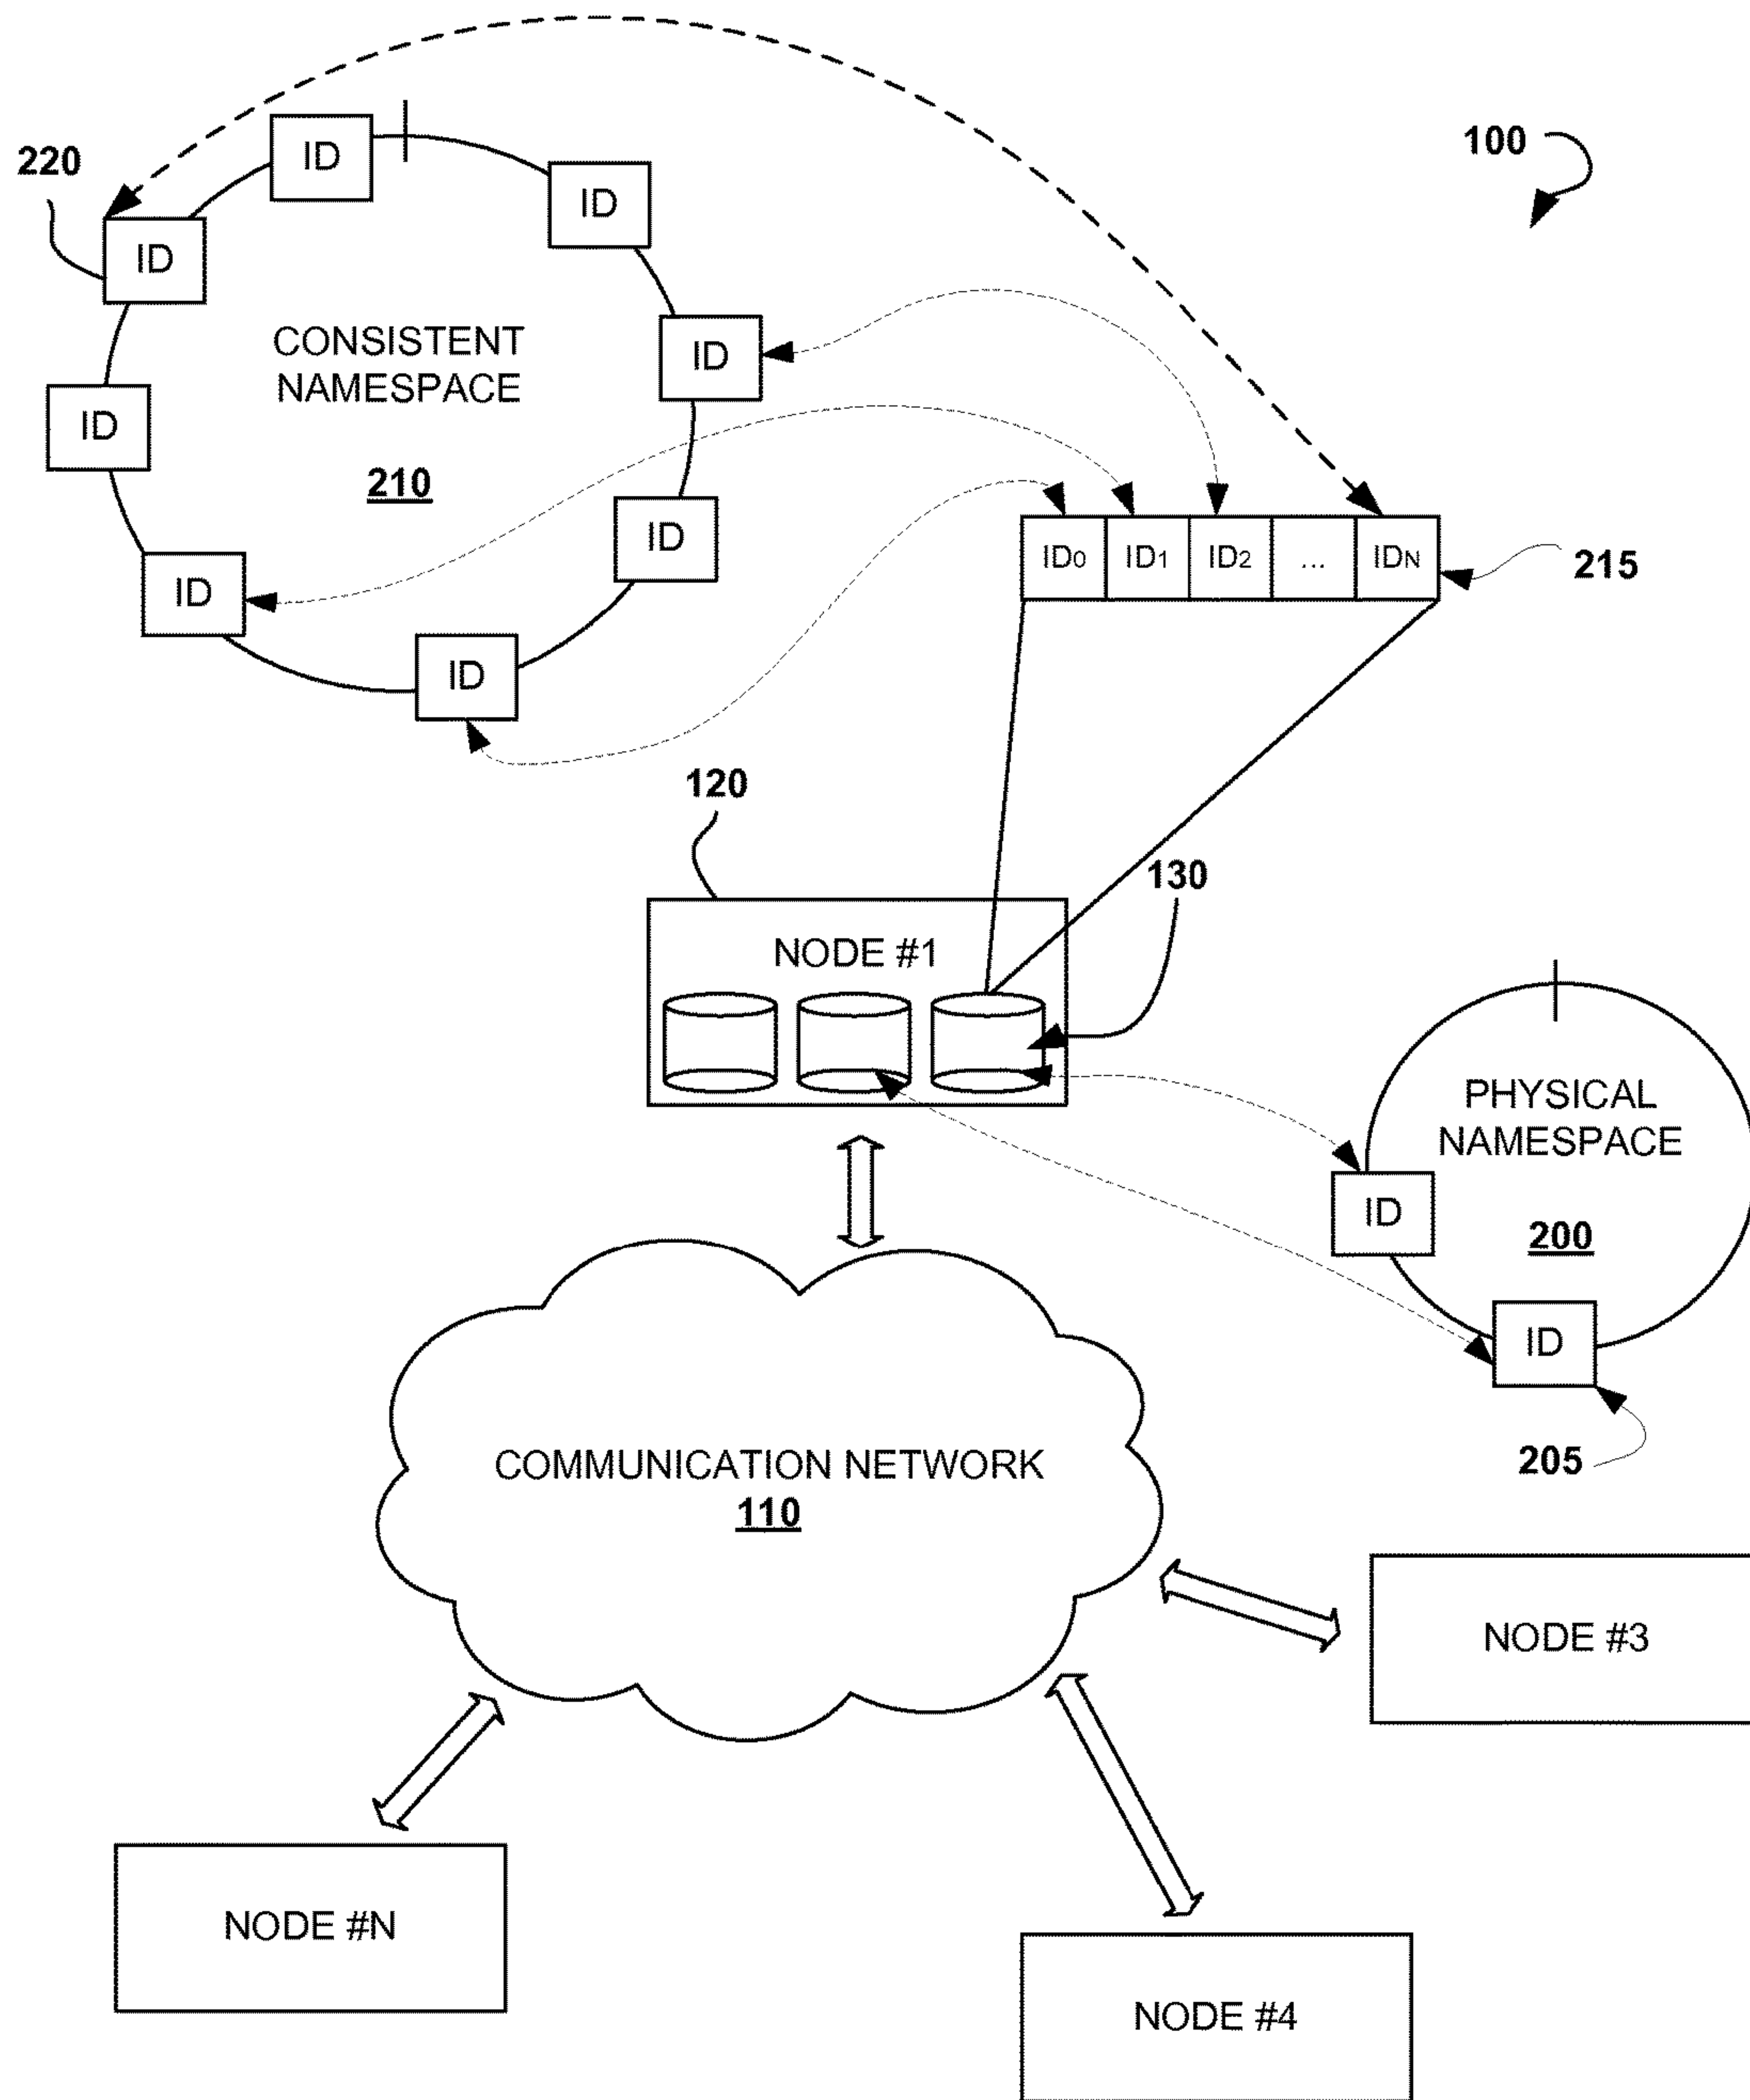 100
220
ID
ID
ID
ID
CONSISTENT
NAMESPACE
210
ID
ID
ID
ID
ID₀ ID₁ ID₂ ... IDN
215
120
130
NODE #1
PHYSICAL
NAMESPACE
200
ID
ID
205
COMMUNICATION NETWORK
110
NODE #3
NODE #N
NODE #4